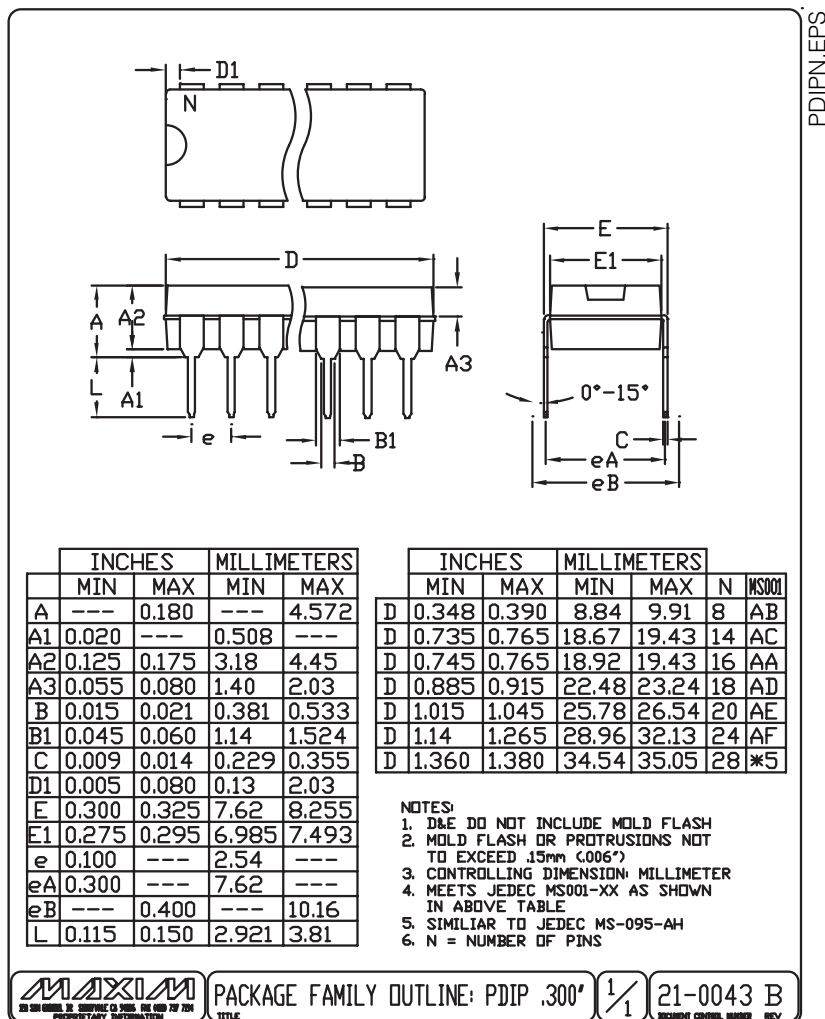 PDIPN.EPS
D1
N
D
E
E1
A
A2
A3
L
A1
0°-15°
e
B1
B
C
eA
eB
INCHES MILLIMETERS
MIN MAX MIN MAX
A --- 0.180 --- 4.572
A1 0.020 --- 0.508 ---
A2 0.125 0.175 3.18 4.45
A3 0.055 0.080 1.40 2.03
B 0.015 0.021 0.381 0.533
B1 0.045 0.060 1.14 1.524
C 0.009 0.014 0.229 0.355
D1 0.005 0.080 0.13 2.03
E 0.300 0.325 7.62 8.255
E1 0.275 0.295 6.985 7.493
e 0.100 --- 2.54 ---
eA 0.300 --- 7.62 ---
eB --- 0.400 --- 10.16
L 0.115 0.150 2.921 3.81
INCHES MILLIMETERS
MIN MAX MIN MAX N MS001
D 0.348 0.390 8.84 9.91 8 AB
D 0.735 0.765 18.67 19.43 14 AC
D 0.745 0.765 18.92 19.43 16 AA
D 0.885 0.915 22.48 23.24 18 AD
D 1.015 1.045 25.78 26.54 20 AE
D 1.14 1.265 28.96 32.13 24 AF
D 1.360 1.380 34.54 35.05 28 *5
NOTES:
1. D&E DO NOT INCLUDE MOLD FLASH
2. MOLD FLASH OR PROTRUSIONS NOT
TO EXCEED .15mm (.006")
3. CONTROLLING DIMENSION: MILLIMETER
4. MEETS JEDEC MS001-XX AS SHOWN
IN ABOVE TABLE
5. SIMILIAR TO JEDEC MS-095-AH
6. N = NUMBER OF PINS
MAXIM
PROPRIETARY INFORMATION
PACKAGE FAMILY OUTLINE: PDIP .300"
TITLE
1/1
21-0043 B
DOCUMENT CONTROL NUMBER REV